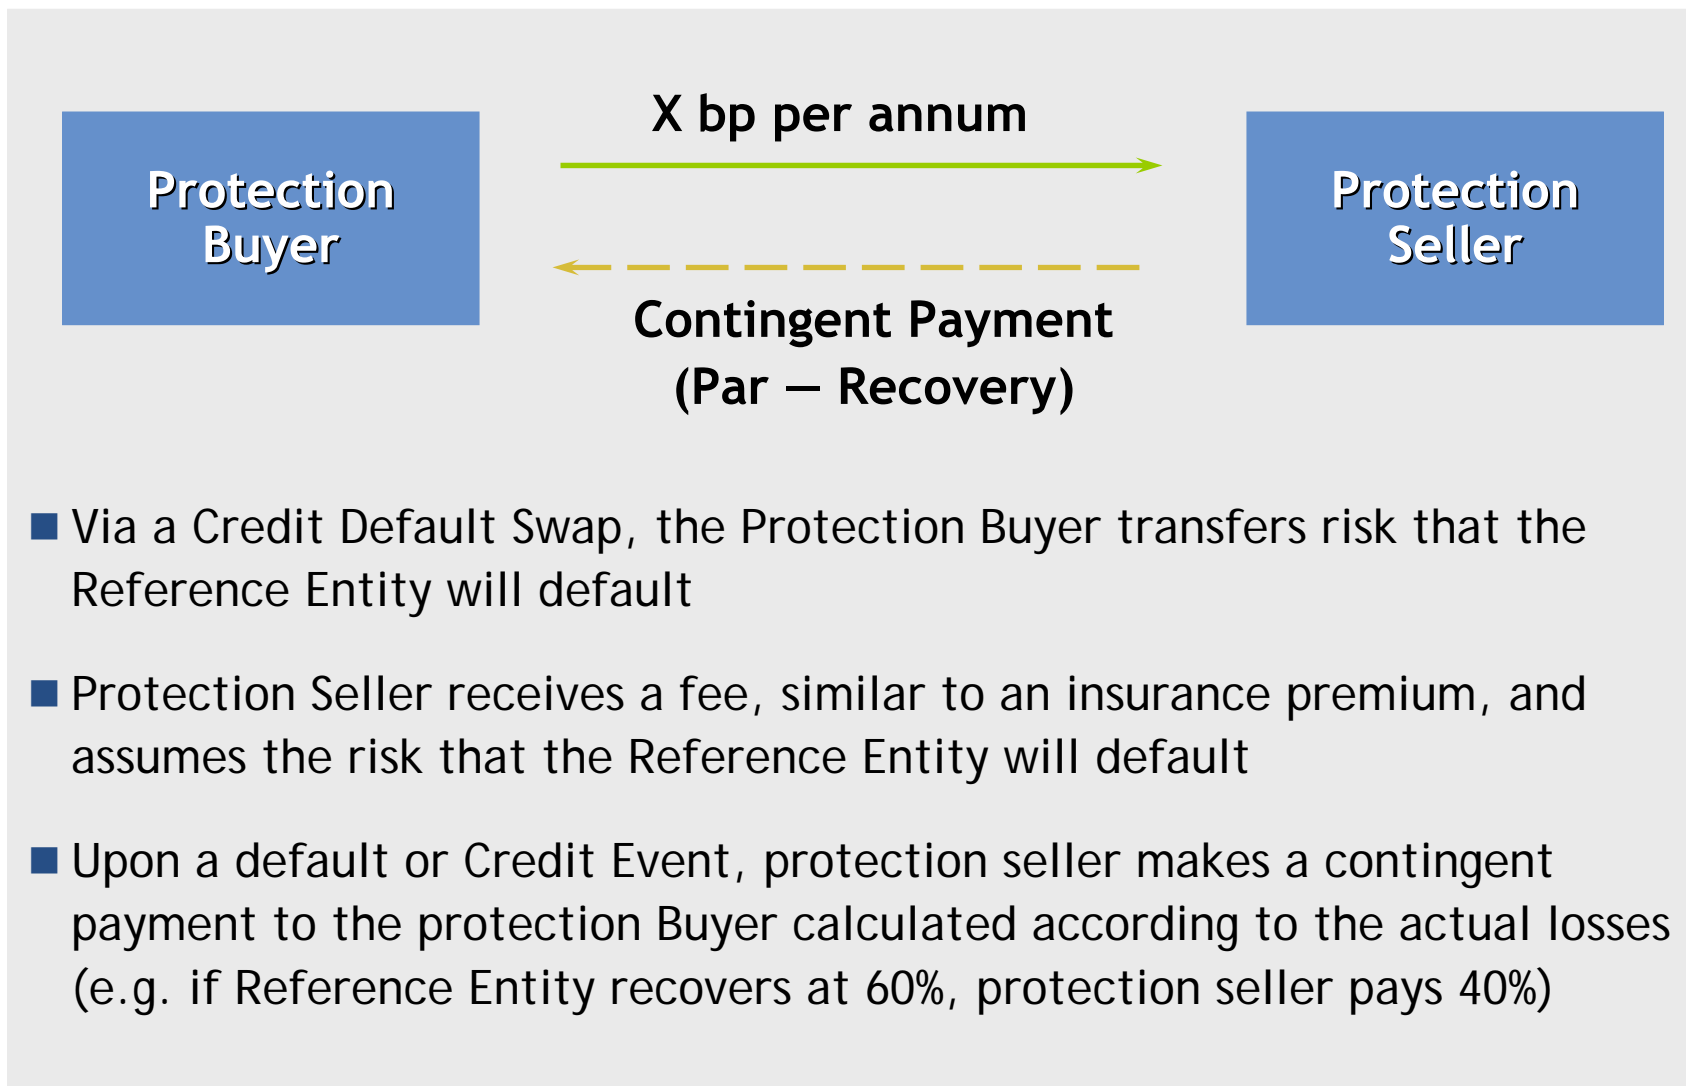 X bp per annum
Protection
Buyer
Protection
Seller
Contingent Payment
(Par — Recovery)
Via a Credit Default Swap, the Protection Buyer transfers risk that the
Reference Entity will default
Protection Seller receives a fee, similar to an insurance premium, and
assumes the risk that the Reference Entity will default
Upon a default or Credit Event, protection seller makes a contingent
payment to the protection Buyer calculated according to the actual losses
(e.g. if Reference Entity recovers at 60%, protection seller pays 40%)